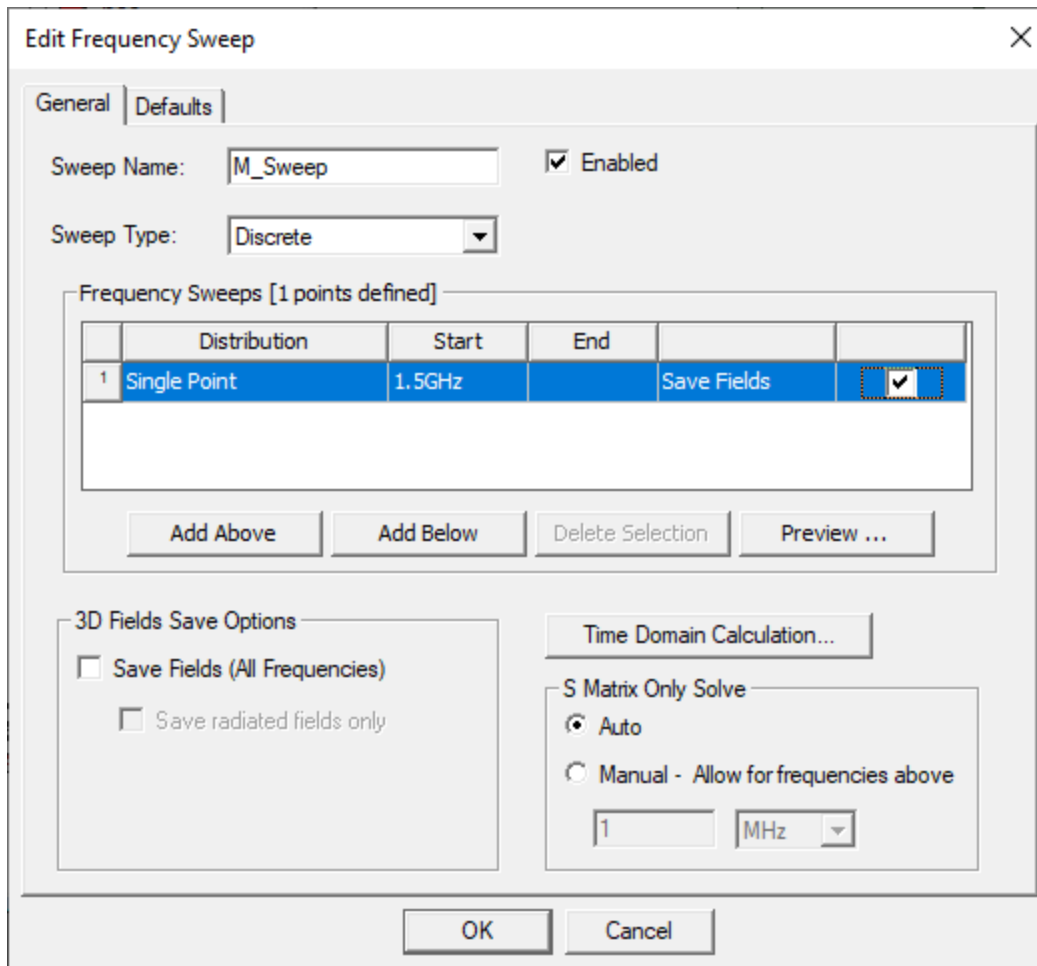 Edit Frequency Sweep
General Defaults
Sweep Name: M_Sweep Enabled
Sweep Type: Discrete
Frequency Sweeps [1 points defined]
Distribution Start End
1 Single Point 1.5GHz Save Fields
Add Above Add Below Delete Selection Preview ...
3D Fields Save Options
Save Fields (All Frequencies)
Save radiated fields only
Time Domain Calculation...
S Matrix Only Solve
Auto
Manual - Allow for frequencies above
1 MHz
OK Cancel